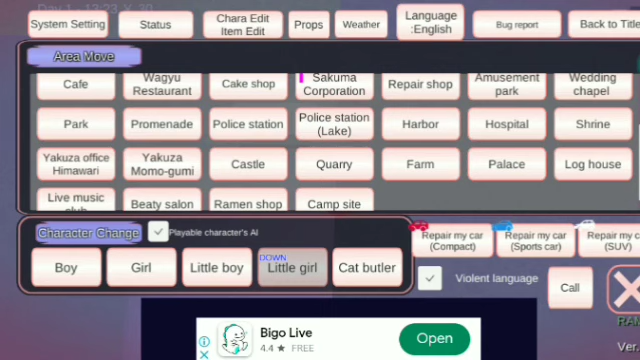 Day 1 - 13:23 X 30
System Setting
Status
Chara Edit
Item Edit
Props
Weather
Language
:English
Bug report
Back to Title
Area Move
Cafe
Wagyu
Restaurant
Cake shop
Sakuma
Corporation
Repair shop
Amusement
park
Wedding
chapel
Park
Promenade
Police station
Police station
(Lake)
Harbor
Hospital
Shrine
Yakuza office
Himawari
Yakuza
Momo-gumi
Castle
Quarry
Farm
Palace
Log house
Live music
club
Beaty salon
Ramen shop
Camp site
Character Change
Playable character's AI
Boy
Girl
Little boy
DOWN
Little girl
Cat butler
Repair my car
(Compact)
Repair my car
(Sports car)
Repair my c
(SUV)
Violent language
Call
Bigo Live
4.4 ★ FREE
Open
Ver.